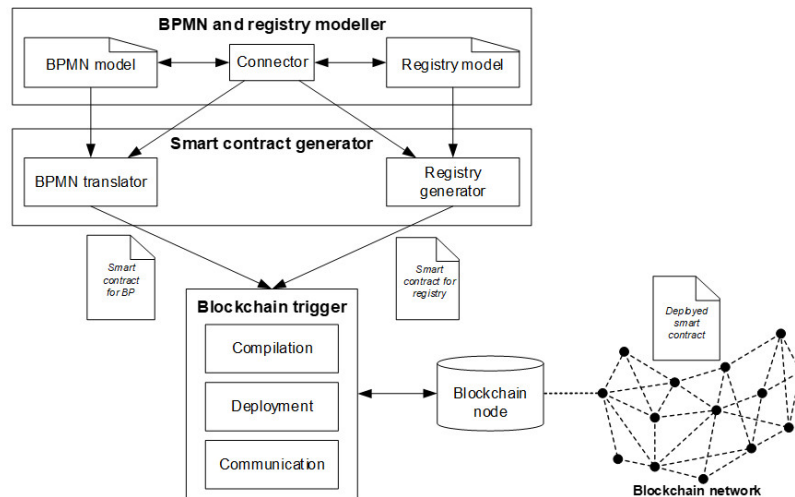 BPMN and registry modeller
BPMN model
Connector
Registry model
Smart contract generator
BPMN translator
Registry
generator
Smart
contract
for BP
Smart
contract for
registry
Blockchain trigger
Compilation
Deployment
Communication
Blockchain
node
Deployed
smart
contract
Blockchain network